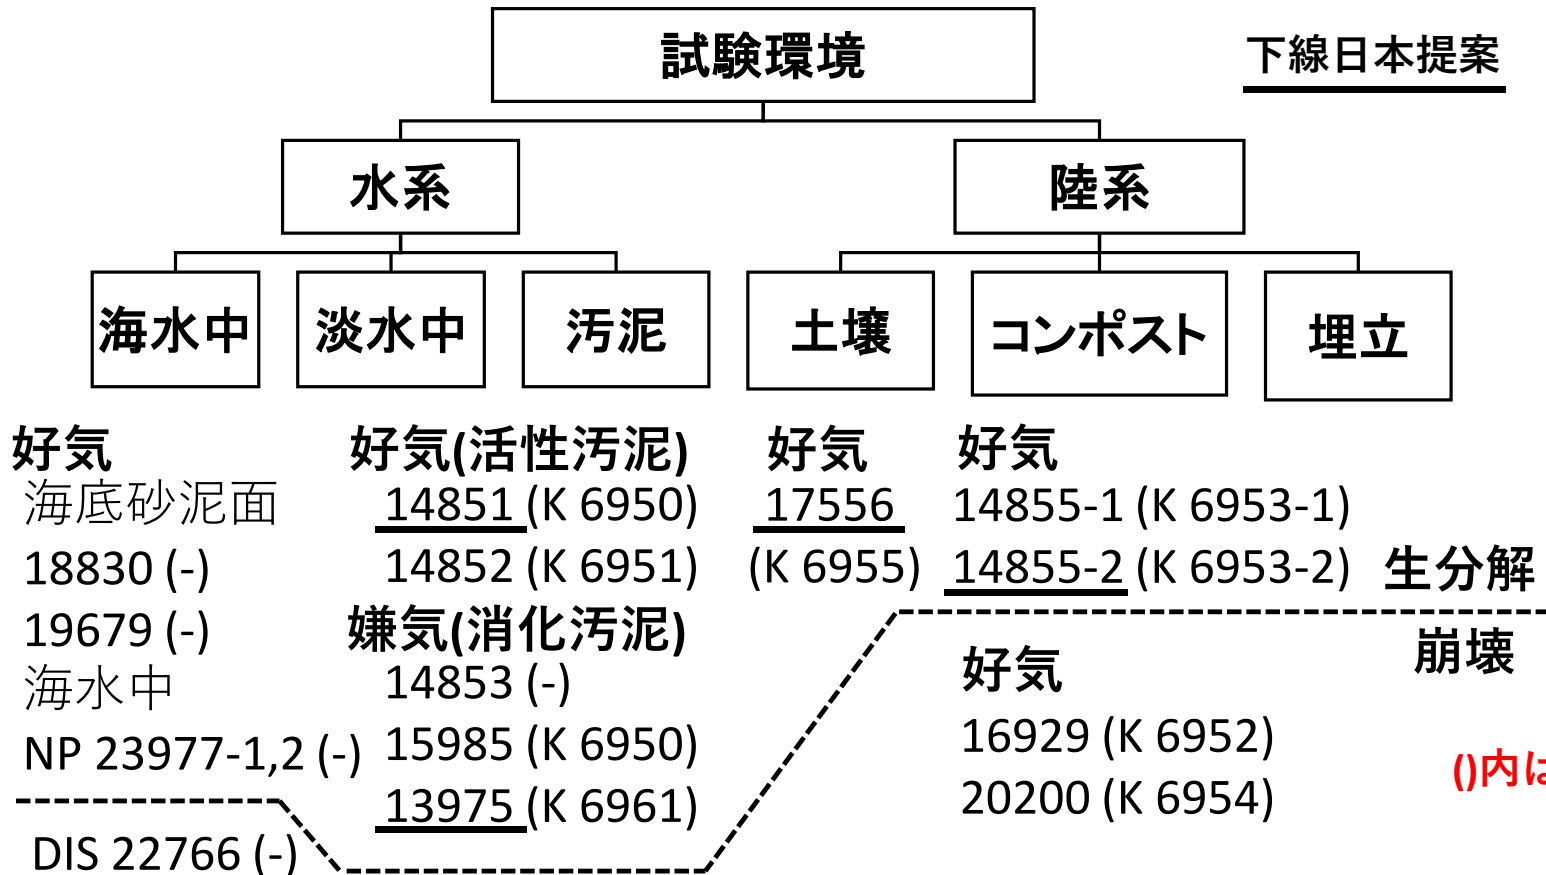 試験環境
下線日本提案
水系
陸系
海水中
淡水中
汚泥
土壌
コンポスト
埋立
好気
海底砂泥面
18830 (-)
19679 (-)
海水中
NP 23977-1,2 (-)
DIS 22766 (-)
好気(活性汚泥)
14851 (K 6950)
14852 (K 6951)
嫌気(消化汚泥)
14853 (-)
15985 (K 6950)
13975 (K 6961)
好気
17556
(K 6955)
好気
14855-1 (K 6953-1)
14855-2 (K 6953-2)
生分解
崩壊
好気
16929 (K 6952)
20200 (K 6954)
()内は